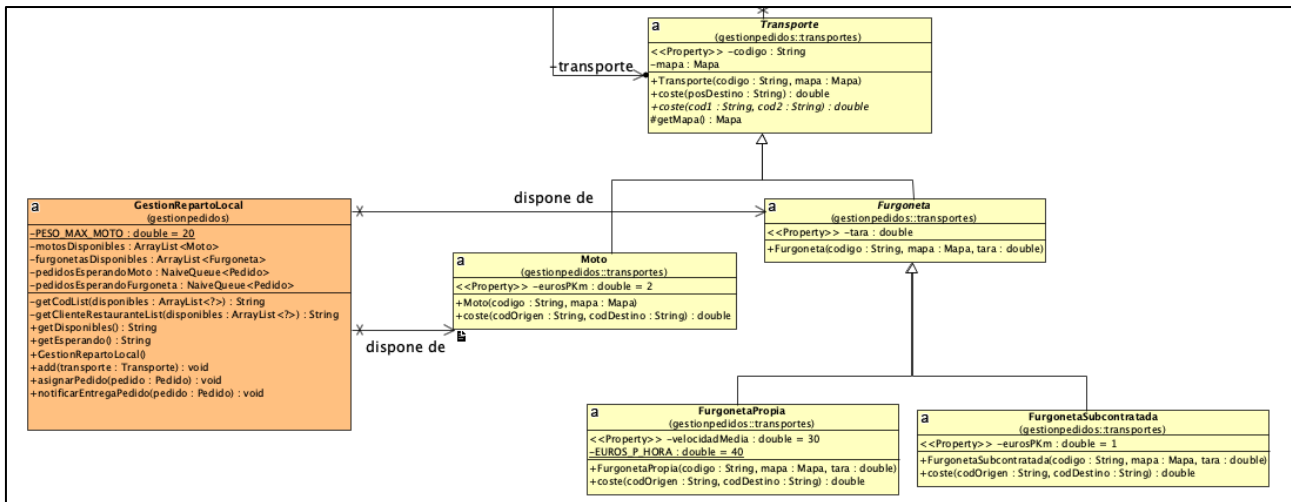 a Transporte
(gestionpedidos::transportes)
<<Property>> -codigo : String
-mapa : Mapa
+Transporte(codigo : String, mapa : Mapa)
+coste(posDestino : String) : double
+coste(cod1 : String, cod2 : String) : double
#getMapa() : Mapa
-transporte
dispone de
a GestionRepartoLocal
(gestionpedidos)
-PESO_MAX_MOTO : double = 20
-motosDisponibles : ArrayList<Moto>
-furgonetasDisponibles : ArrayList<Furgoneta>
-pedidosEsperandoMoto : NaiveQueue<Pedido>
-pedidosEsperandoFurgoneta : NaiveQueue<Pedido>
-getCodList(disponibles : ArrayList<?>) : String
-getClienteRestauranteList(disponibles : ArrayList<?>) : String
+getDisponibles() : String
+getEsperando() : String
+GestionRepartoLocal()
+add(transporte : Transporte) : void
+asignarPedido(pedido : Pedido) : void
+notificarEntregaPedido(pedido : Pedido) : void
a Furgoneta
(gestionpedidos::transportes)
<<Property>> -tara : double
+Furgoneta(codigo : String, mapa : Mapa, tara : double)
a Moto
(gestionpedidos::transportes)
<<Property>> -eurosPKm : double = 2
+Moto(codigo : String, mapa : Mapa)
+coste(codOrigen : String, codDestino : String) : double
dispone de
a FurgonetaPropia
(gestionpedidos::transportes)
<<Property>> -velocidadMedia : double = 30
-EUROS_P_HORA : double = 40
+FurgonetaPropia(codigo : String, mapa : Mapa, tara : double)
+coste(codOrigen : String, codDestino : String) : double
a FurgonetaSubcontratada
(gestionpedidos::transportes)
<<Property>> -eurosPKm : double = 1
+FurgonetaSubcontratada(codigo : String, mapa : Mapa, tara : double)
+coste(codOrigen : String, codDestino : String) : double